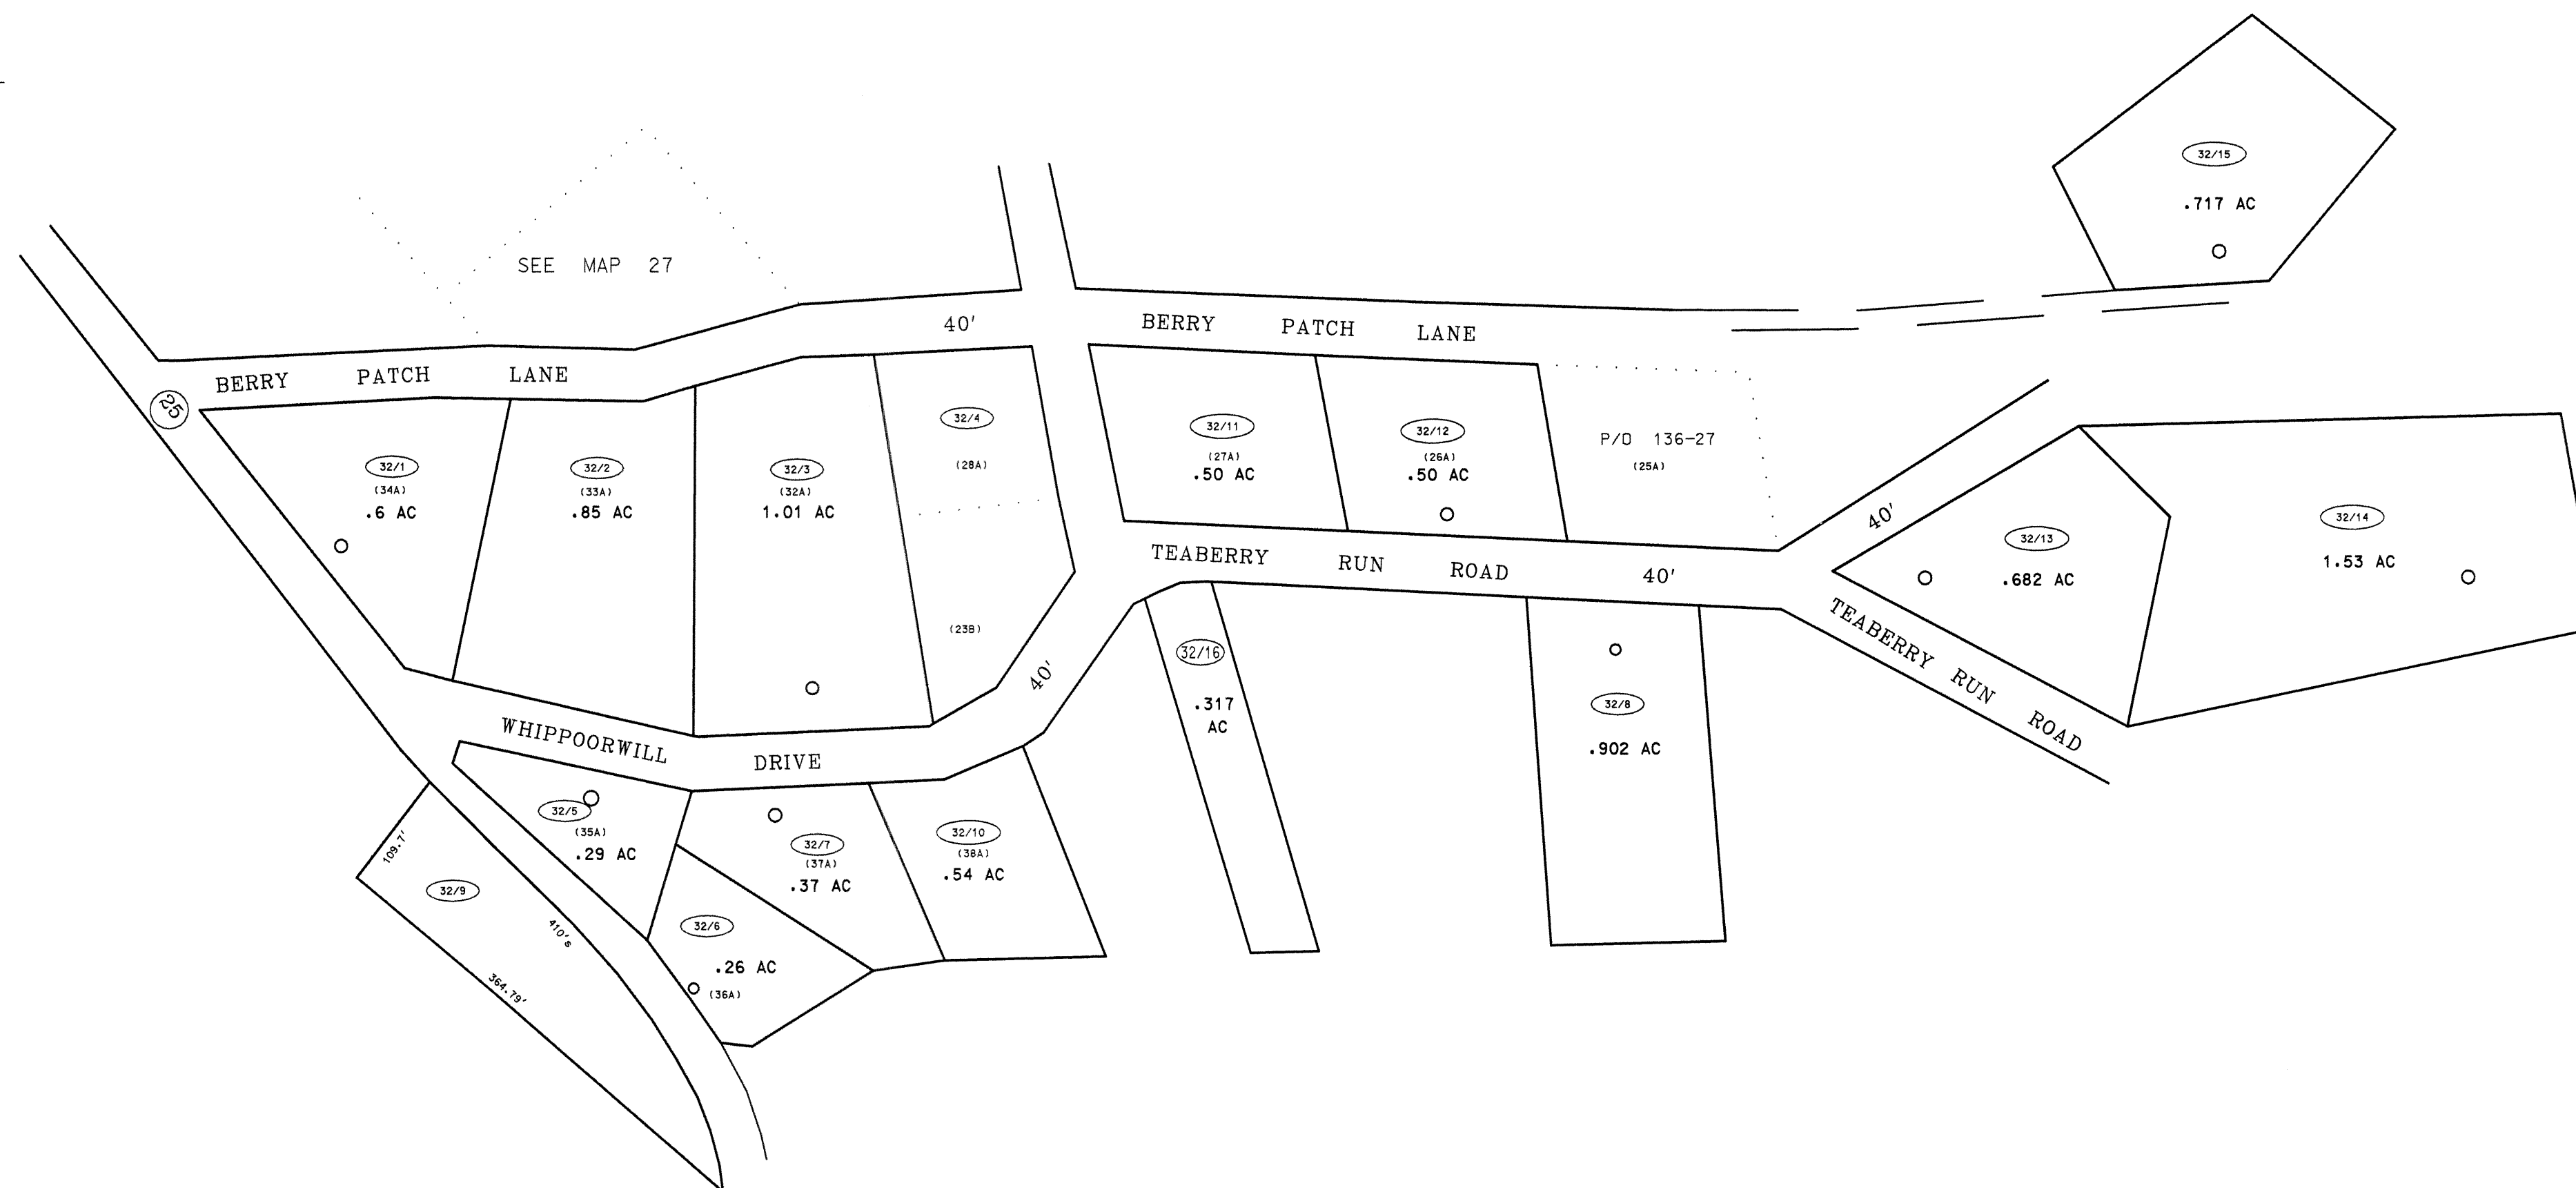 32/15
.717 AC
SEE MAP 27
40'
BERRY PATCH LANE
BERRY PATCH LANE
25
32/1
(34A)
.6 AC
32/2
(33A)
.85 AC
32/3
(32A)
1.01 AC
32/4
(28A)
(23B)
32/11
(27A)
.50 AC
32/12
(26A)
.50 AC
P/O 136-27
(25A)
40'
32/13
.682 AC
32/14
1.53 AC
TEABERRY RUN ROAD 40'
TEABERRY RUN ROAD
40'
32/16
.317
AC
32/8
.902 AC
WHIPPOORWILL DRIVE
32/5
(35A)
.29 AC
32/7
(37A)
.37 AC
32/10
(38A)
.54 AC
109.7'
32/9
410's
364.79'
32/6
.26 AC
(36A)